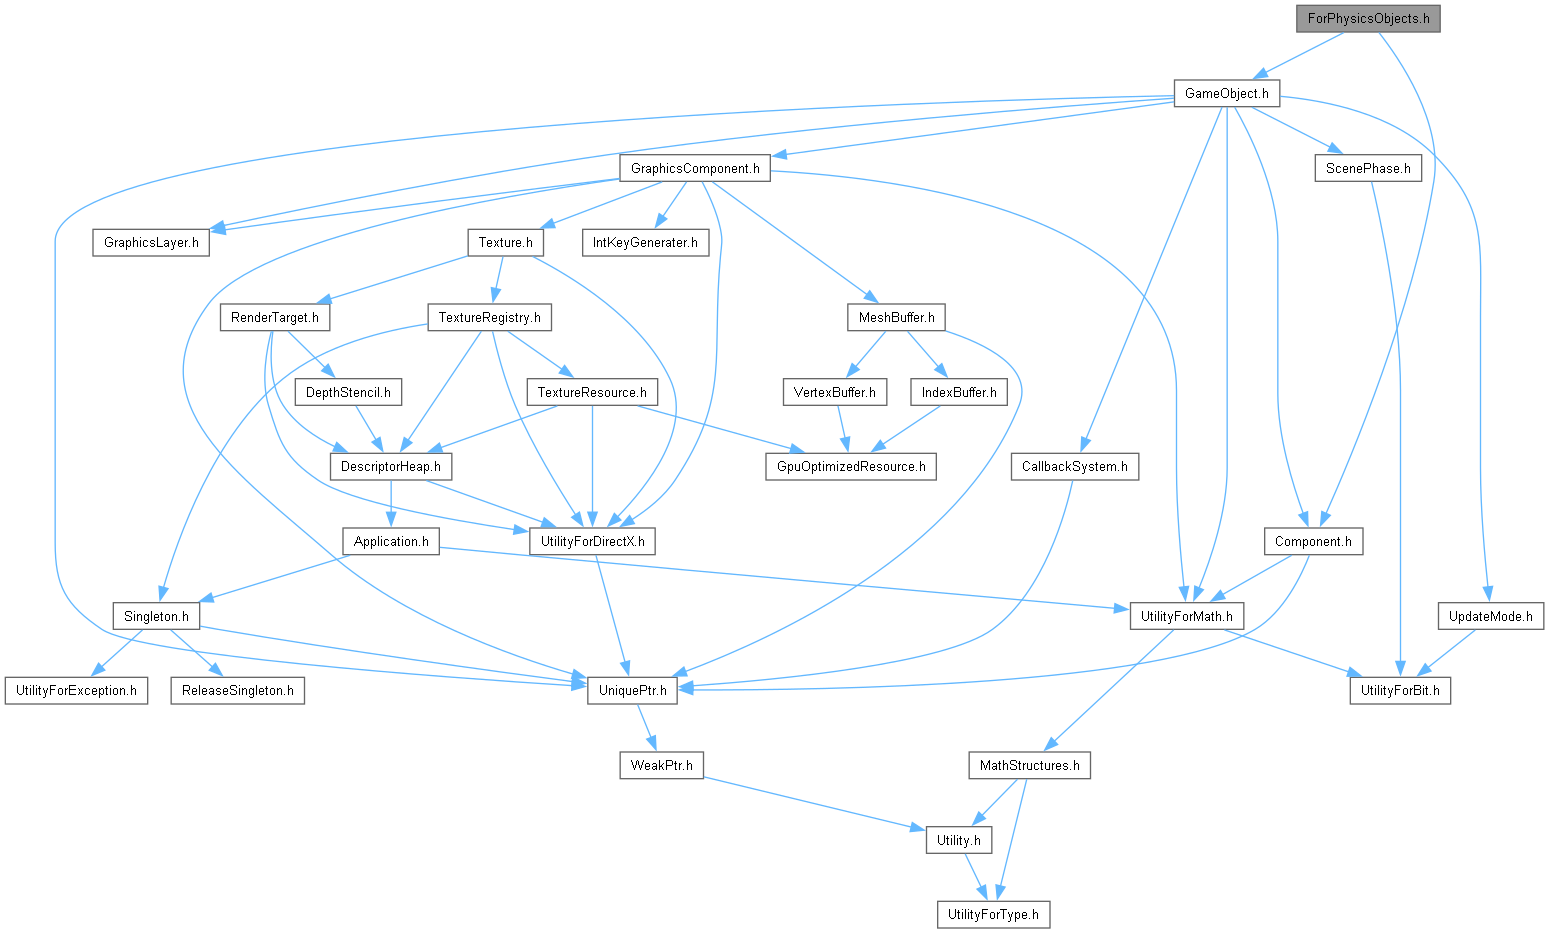 ForPhysicsObjects.h
GameObject.h
GraphicsComponent.h
ScenePhase.h
GraphicsLayer.h
Texture.h
IntKeyGenerater.h
RenderTarget.h
TextureRegistry.h
MeshBuffer.h
DepthStencil.h
TextureResource.h
VertexBuffer.h
IndexBuffer.h
DescriptorHeap.h
GpuOptimizedResource.h
CallbackSystem.h
Application.h
UtilityForDirectX.h
Component.h
Singleton.h
UtilityForMath.h
UpdateMode.h
UtilityForException.h
ReleaseSingleton.h
UniquePtr.h
UtilityForBit.h
WeakPtr.h
MathStructures.h
Utility.h
UtilityForType.h